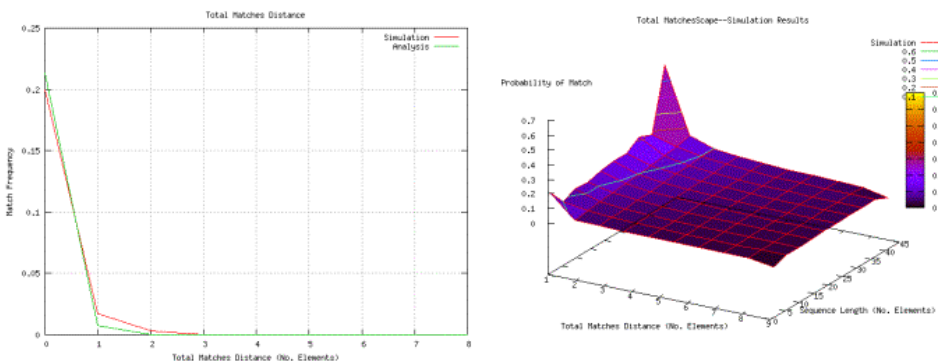 Total Matches Distance
0.25
0.2
0.15
0.1
0.05
0
Match Frequency
Simulation
Analysis
0 1 2 3 4 5 6 7 8
Total Matches Distance (No. Elements)
Total MatchesScape--Simulation Results
Simulation
0.6
0.5
0.4
0.3
0.2
0.1
Probability of Match
0.7
0.6
0.5
0.4
0.3
0.2
0.1
0
1 2 3 4 5 6 7 8 9
Total Matches Distance (No. Elements)
0 5 10 15 20 25 30 35 40 45
Sequence Length (No. Elements)